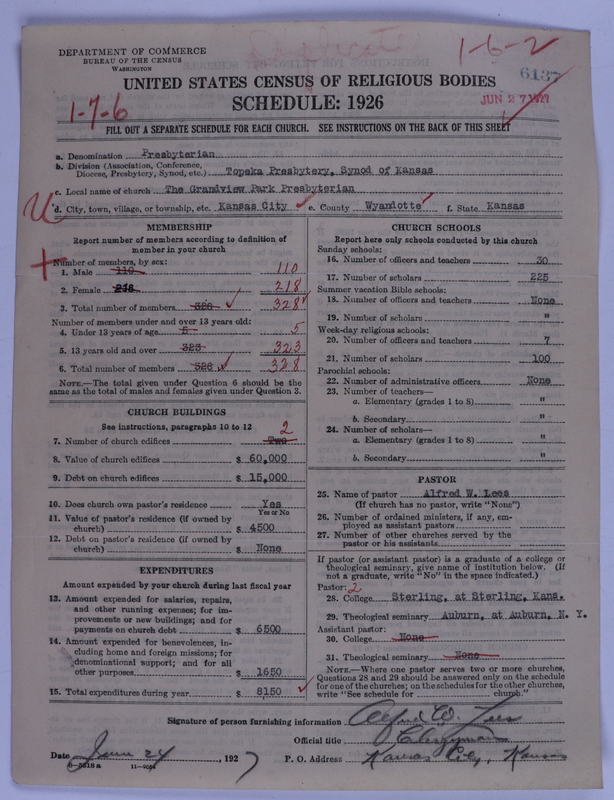 DEPARTMENT OF COMMERCE
BUREAU OF THE CENSUS
WASHINGTON
1-6-2
6137
JUN 27 1927
UNITED STATES CENSUS OF RELIGIOUS BODIES
SCHEDULE: 1926
1-7-6
FILL OUT A SEPARATE SCHEDULE FOR EACH CHURCH. SEE INSTRUCTIONS ON THE BACK OF THIS SHEET
a. Denomination Presbyterian
b. Division (Association, Conference, Diocese, Presbytery, Synod, etc.) Topeka Presbytery, Synod of Kansas
c. Local name of church The Grandview Park Presbyterian
d. City, town, village, or township, etc. Kansas City e. County Wyandotte f. State Kansas
MEMBERSHIP
Report number of members according to definition of
member in your church
Number of members, by sex:
1. Male 110 110
2. Female 218 218
3. Total number of members 328 328
Number of members under and over 13 years old:
4. Under 13 years of age 5 5
5. 13 years old and over 323 323
6. Total number of members 328 328
NOTE.—The total given under Question 6 should be the
same as the total of males and females given under Question 3.
CHURCH BUILDINGS
See instructions, paragraphs 10 to 12
7. Number of church edifices Two 2
8. Value of church edifices $ 60,000
9. Debt on church edifices $ 15,000
10. Does church own pastor's residence Yes
Yes or No
11. Value of pastor's residence (if owned by
church) $ 4500
12. Debt on pastor's residence (if owned by
church) $ None
EXPENDITURES
Amount expended by your church during last fiscal year
13. Amount expended for salaries, repairs,
and other running expenses; for im-
provements or new buildings; and for
payments on church debt $ 6500
14. Amount expended for benevolences, in-
cluding home and foreign missions; for
denominational support; and for all
other purposes $ 1650
15. Total expenditures during year $ 8150
CHURCH SCHOOLS
Report here only schools conducted by this church
Sunday schools:
16. Number of officers and teachers 30
17. Number of scholars 225
Summer vacation Bible schools:
18. Number of officers and teachers None
19. Number of scholars "
Week-day religious schools:
20. Number of officers and teachers 7
21. Number of scholars 100
Parochial schools:
22. Number of administrative officers None
23. Number of teachers—
a. Elementary (grades 1 to 8) "
b. Secondary "
24. Number of scholars—
a. Elementary (grades 1 to 8) "
b. Secondary "
PASTOR
25. Name of pastor Alfred W. Lees
(If church has no pastor, write "None")
26. Number of ordained ministers, if any, em-
ployed as assistant pastors
27. Number of other churches served by the
pastor or his assistants
If pastor (or assistant pastor) is a graduate of a college or
theological seminary, give name of institution below. (If
not a graduate, write "No" in the space indicated.)
Pastor: 2
28. College Sterling, at Sterling, Kans.
29. Theological seminary Auburn, at Auburn, N. Y.
Assistant pastor:
30. College None
31. Theological seminary None
NOTE.—Where one pastor serves two or more churches,
Questions 28 and 29 should be answered only on the schedule
for one of the churches; on the schedules for the other churches,
write "See schedule for church."
Signature of person furnishing information Alfred W. Lees
Official title Clergyman
Date June 24, 1927 P. O. Address Kansas City, Kansas